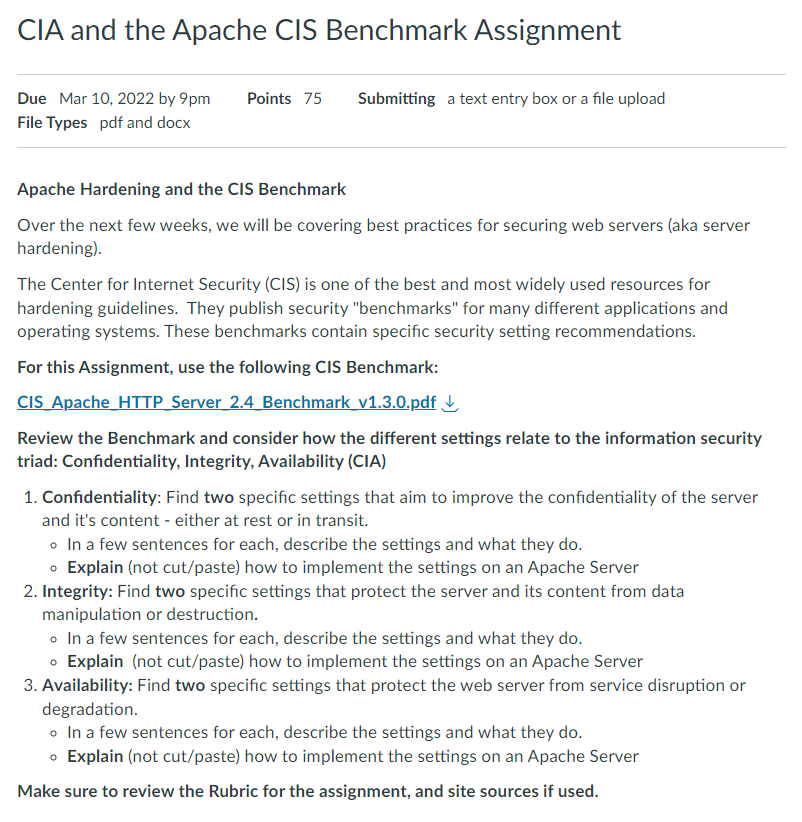 CIA and the Apache CIS Benchmark Assignment
Due Mar 10, 2022 by 9pm Points 75 Submitting a text entry box or a file upload
File Types pdf and docx
Apache Hardening and the CIS Benchmark
Over the next few weeks, we will be covering best practices for securing web servers (aka server
hardening).
The Center for Internet Security (CIS) is one of the best and most widely used resources for
hardening guidelines. They publish security "benchmarks" for many different applications and
operating systems. These benchmarks contain specific security setting recommendations.
For this Assignment, use the following CIS Benchmark:
CIS_Apache_HTTP_Server_2.4_Benchmark_v1.3.0.pdf
Review the Benchmark and consider how the different settings relate to the information security
triad: Confidentiality, Integrity, Availability (CIA)
1. Confidentiality: Find two specific settings that aim to improve the confidentiality of the server
and it's content - either at rest or in transit.
◦ In a few sentences for each, describe the settings and what they do.
◦ Explain (not cut/paste) how to implement the settings on an Apache Server
2. Integrity: Find two specific settings that protect the server and its content from data
manipulation or destruction.
◦ In a few sentences for each, describe the settings and what they do.
◦ Explain (not cut/paste) how to implement the settings on an Apache Server
3. Availability: Find two specific settings that protect the web server from service disruption or
degradation.
◦ In a few sentences for each, describe the settings and what they do.
◦ Explain (not cut/paste) how to implement the settings on an Apache Server
Make sure to review the Rubric for the assignment, and site sources if used.